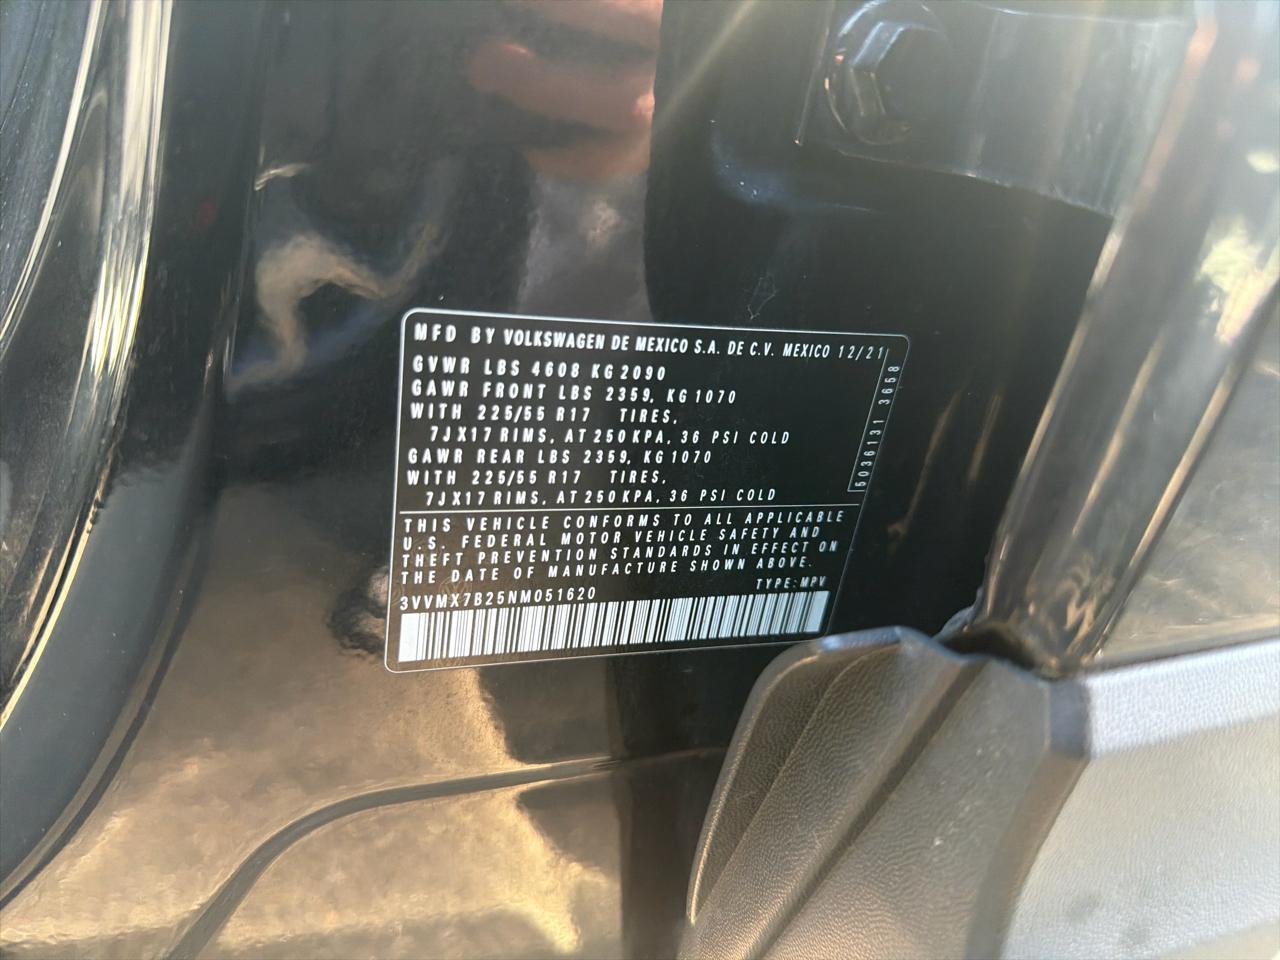 MFD BY VOLKSWAGEN DE MEXICO S.A. DE C.V. MEXICO 12/21
GVWR LBS 4608 KG 2090
GAWR FRONT LBS 2359, KG 1070
WITH 225/55 R17 TIRES,
7JX17 RIMS, AT 250 KPA, 36 PSI COLD
GAWR REAR LBS 2359, KG 1070
WITH 225/55 R17 TIRES,
7JX17 RIMS, AT 250 KPA, 36 PSI COLD
5036131 3658
THIS VEHICLE CONFORMS TO ALL APPLICABLE
U.S. FEDERAL MOTOR VEHICLE SAFETY AND
THEFT PREVENTION STANDARDS IN EFFECT ON
THE DATE OF MANUFACTURE SHOWN ABOVE.
TYPE: MPV
3VVMX7B25NM051620